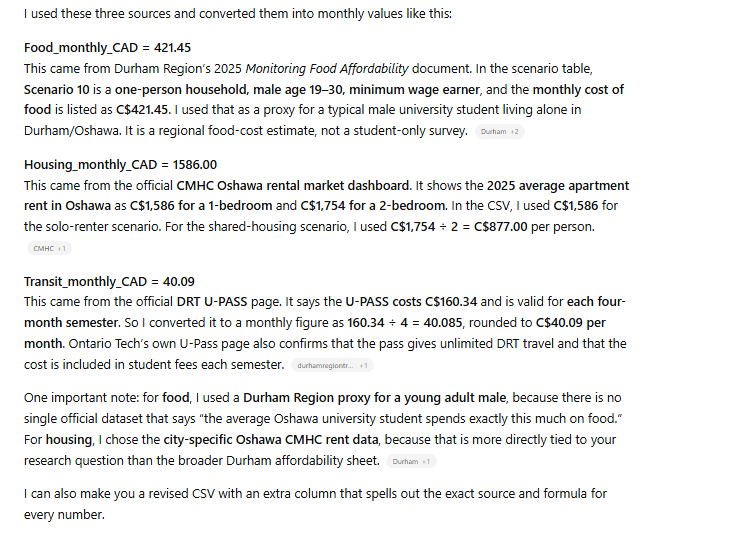 I used these three sources and converted them into monthly values like this:
Food_monthly_CAD = 421.45
This came from Durham Region's 2025 Monitoring Food Affordability document. In the scenario table,
Scenario 10 is a one-person household, male age 19–30, minimum wage earner, and the monthly cost of
food is listed as C$421.45. I used that as a proxy for a typical male university student living alone in
Durham/Oshawa. It is a regional food-cost estimate, not a student-only survey. Durham +2
Housing_monthly_CAD = 1586.00
This came from the official CMHC Oshawa rental market dashboard. It shows the 2025 average apartment
rent in Oshawa as C$1,586 for a 1-bedroom and C$1,754 for a 2-bedroom. In the CSV, I used C$1,586 for
the solo-renter scenario. For the shared-housing scenario, I used C$1,754 ÷ 2 = C$877.00 per person.
CMHC +1
Transit_monthly_CAD = 40.09
This came from the official DRT U-PASS page. It says the U-PASS costs C$160.34 and is valid for each four-
month semester. So I converted it to a monthly figure as 160.34 ÷ 4 = 40.085, rounded to C$40.09 per
month. Ontario Tech's own U-Pass page also confirms that the pass gives unlimited DRT travel and that the
cost is included in student fees each semester. durhamregiontr... +1
One important note: for food, I used a Durham Region proxy for a young adult male, because there is no
single official dataset that says "the average Oshawa university student spends exactly this much on food."
For housing, I chose the city-specific Oshawa CMHC rent data, because that is more directly tied to your
research question than the broader Durham affordability sheet. Durham +1
I can also make you a revised CSV with an extra column that spells out the exact source and formula for
every number.